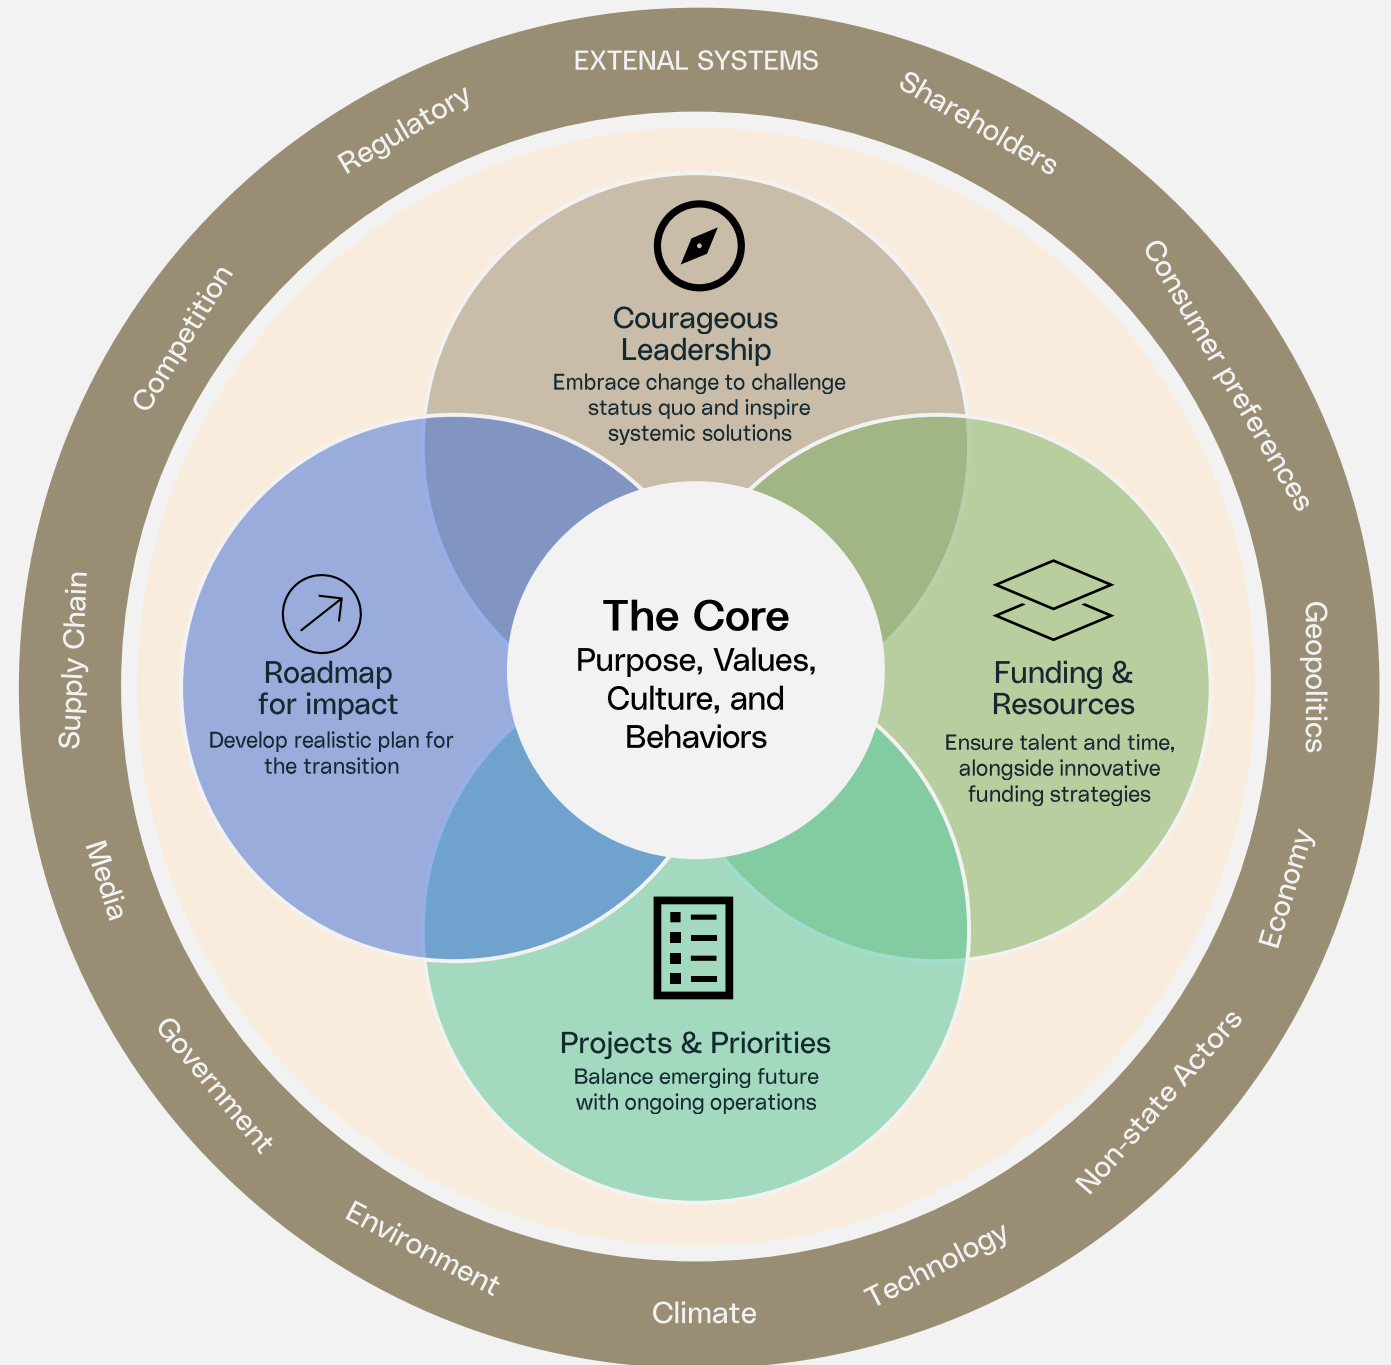 EXTENAL SYSTEMS
Shareholders
Consumer preferences
Geopolitics
Economy
Non-state Actors
Technology
Climate
Environment
Government
Media
Supply Chain
Competition
Regulatory
Courageous
Leadership
Embrace change to challenge
status quo and inspire
systemic solutions
Roadmap
for impact
Develop realistic plan for
the transition
The Core
Purpose, Values,
Culture, and
Behaviors
Funding &
Resources
Ensure talent and time,
alongside innovative
funding strategies
Projects & Priorities
Balance emerging future
with ongoing operations